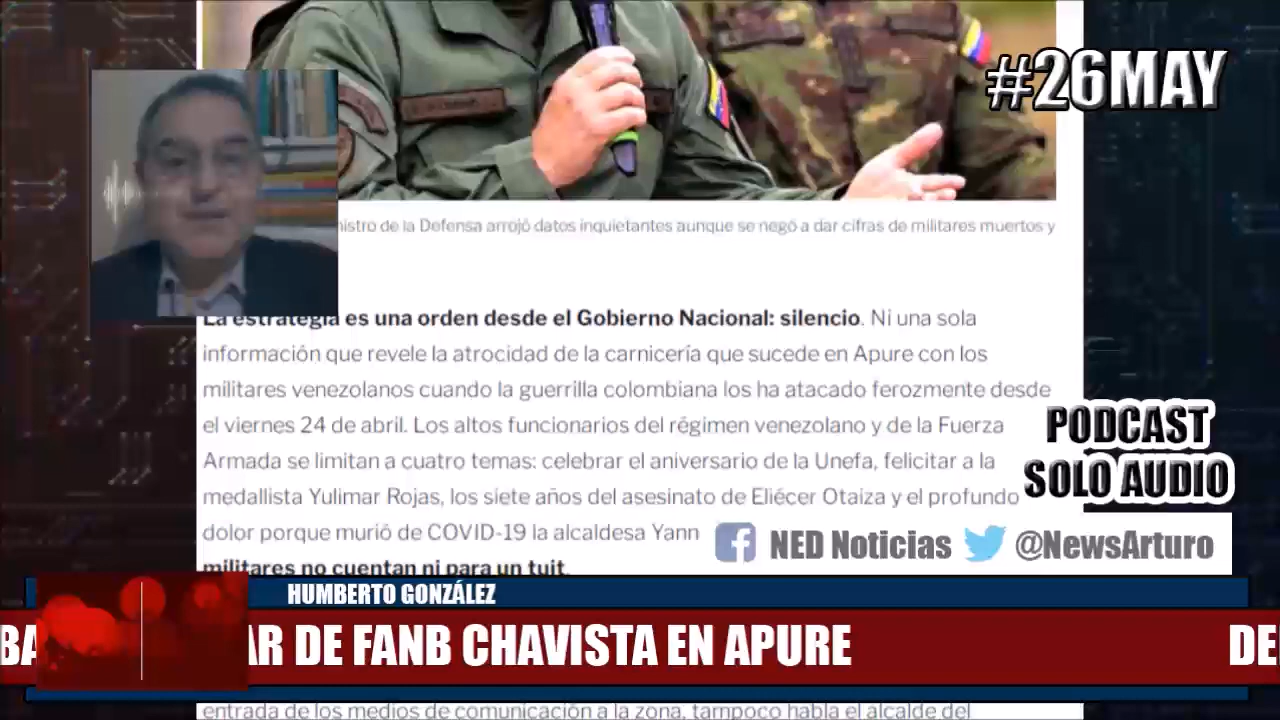 #26MAY
istro de la Defensa arrojó datos inquietantes aunque se negó a dar cifras de militares muertos y
La estrategia es una orden desde el Gobierno Nacional: silencio. Ni una sola
información que revele la atrocidad de la carnicería que sucede en Apure con los
militares venezolanos cuando la guerrilla colombiana los ha atacado ferozmente desde
el viernes 24 de abril. Los altos funcionarios del régimen venezolano y de la Fuerza
Armada se limitan a cuatro temas: celebrar el aniversario de la Unefa, felicitar a la
medallista Yulimar Rojas, los siete años del asesinato de Eliécer Otaiza y el profundo
dolor porque murió de COVID-19 la alcaldesa Yann
militares no cuentan ni para un tuit.
PODCAST
SOLO AUDIO
NED Noticias @NewsArturo
HUMBERTO GONZÁLEZ
BA AR DE FANB CHAVISTA EN APURE DE
entrada de los medios de comunicación a la zona, tampoco habla el alcalde del